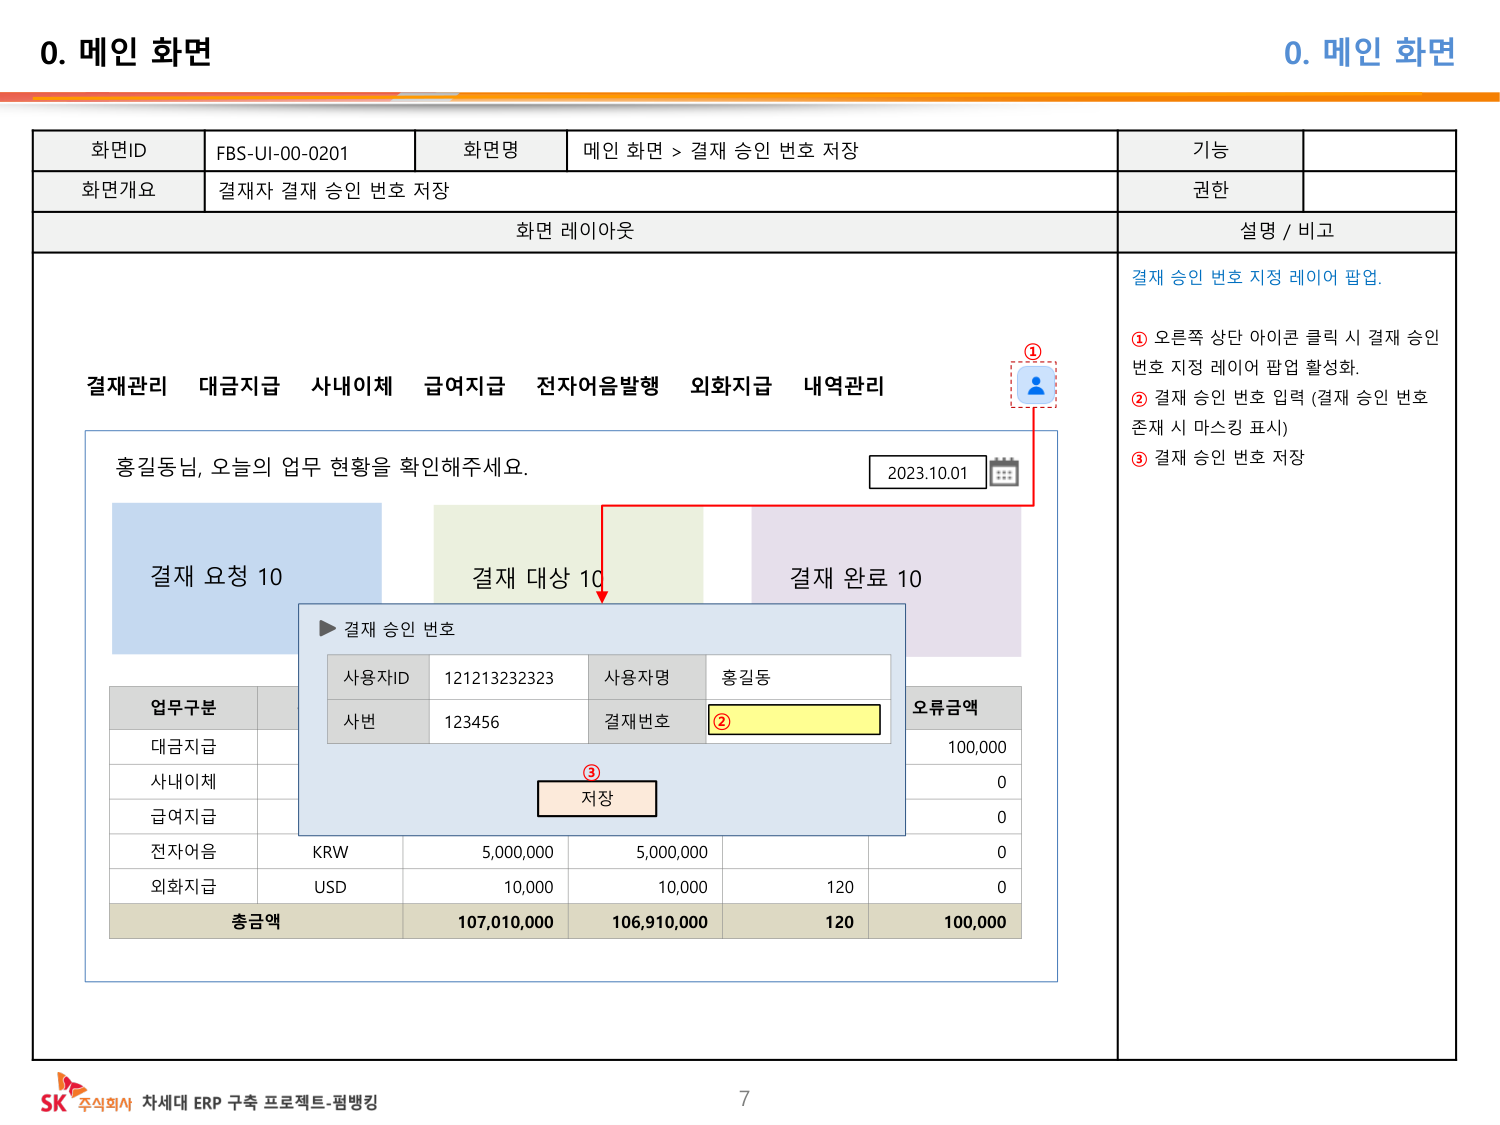 0. 메인 화면
0. 메인 화면
화면ID FBS-UI-00-0201 화면명 메인 화면 > 결재 승인 번호 저장 기능
화면개요 결재자 결재 승인 번호 저장 권한
화면 레이아웃 설명 / 비고
결재 승인 번호 지정 레이어 팝업.
① 오른쪽 상단 아이콘 클릭 시 결재 승인
번호 지정 레이어 팝업 활성화.
② 결재 승인 번호 입력 (결재 승인 번호
존재 시 마스킹 표시)
③ 결재 승인 번호 저장
①
결재관리 대금지급 사내이체 급여지급 전자어음발행 외화지급 내역관리
홍길동님, 오늘의 업무 현황을 확인해주세요.
2023.10.01
결재 요청 10 결재 대상 10 결재 완료 10
▶ 결재 승인 번호
사용자ID 121213232323 사용자명 홍길동
사번 123456 결재번호 ②
③
저장
업무구분 오류금액
대금지급 100,000
사내이체 0
급여지급 0
전자어음 KRW 5,000,000 5,000,000 0
외화지급 USD 10,000 10,000 120 0
총금액 107,010,000 106,910,000 120 100,000
SK 주식회사 차세대 ERP 구축 프로젝트-펌뱅킹
7